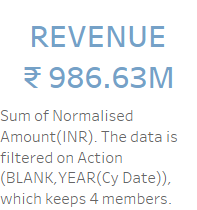 REVENUE
₹ 986.63M
Sum of Normalised
Amount(INR). The data is
filtered on Action
(BLANK,YEAR(Cy Date)),
which keeps 4 members.